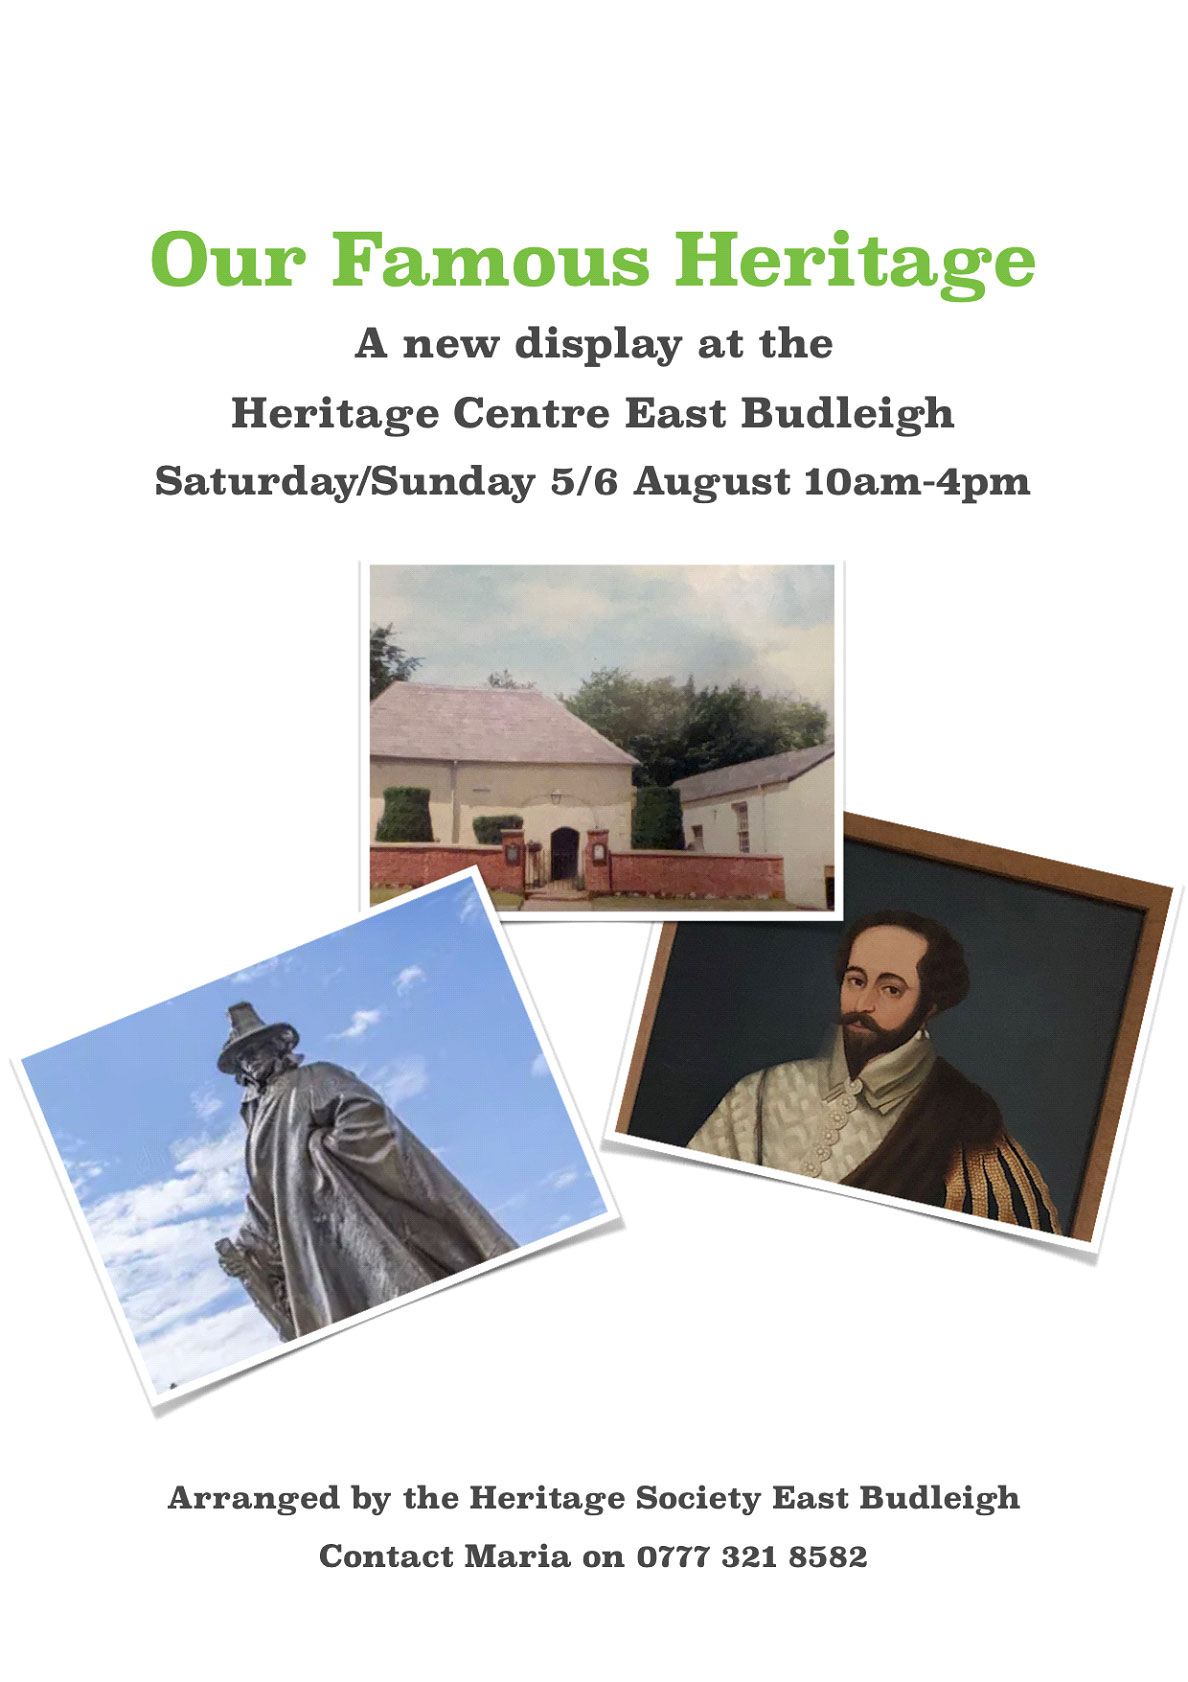 Our Famous Heritage
A new display at the
Heritage Centre East Budleigh
Saturday/Sunday 5/6 August 10am-4pm
Arranged by the Heritage Society East Budleigh
Contact Maria on 0777 321 8582